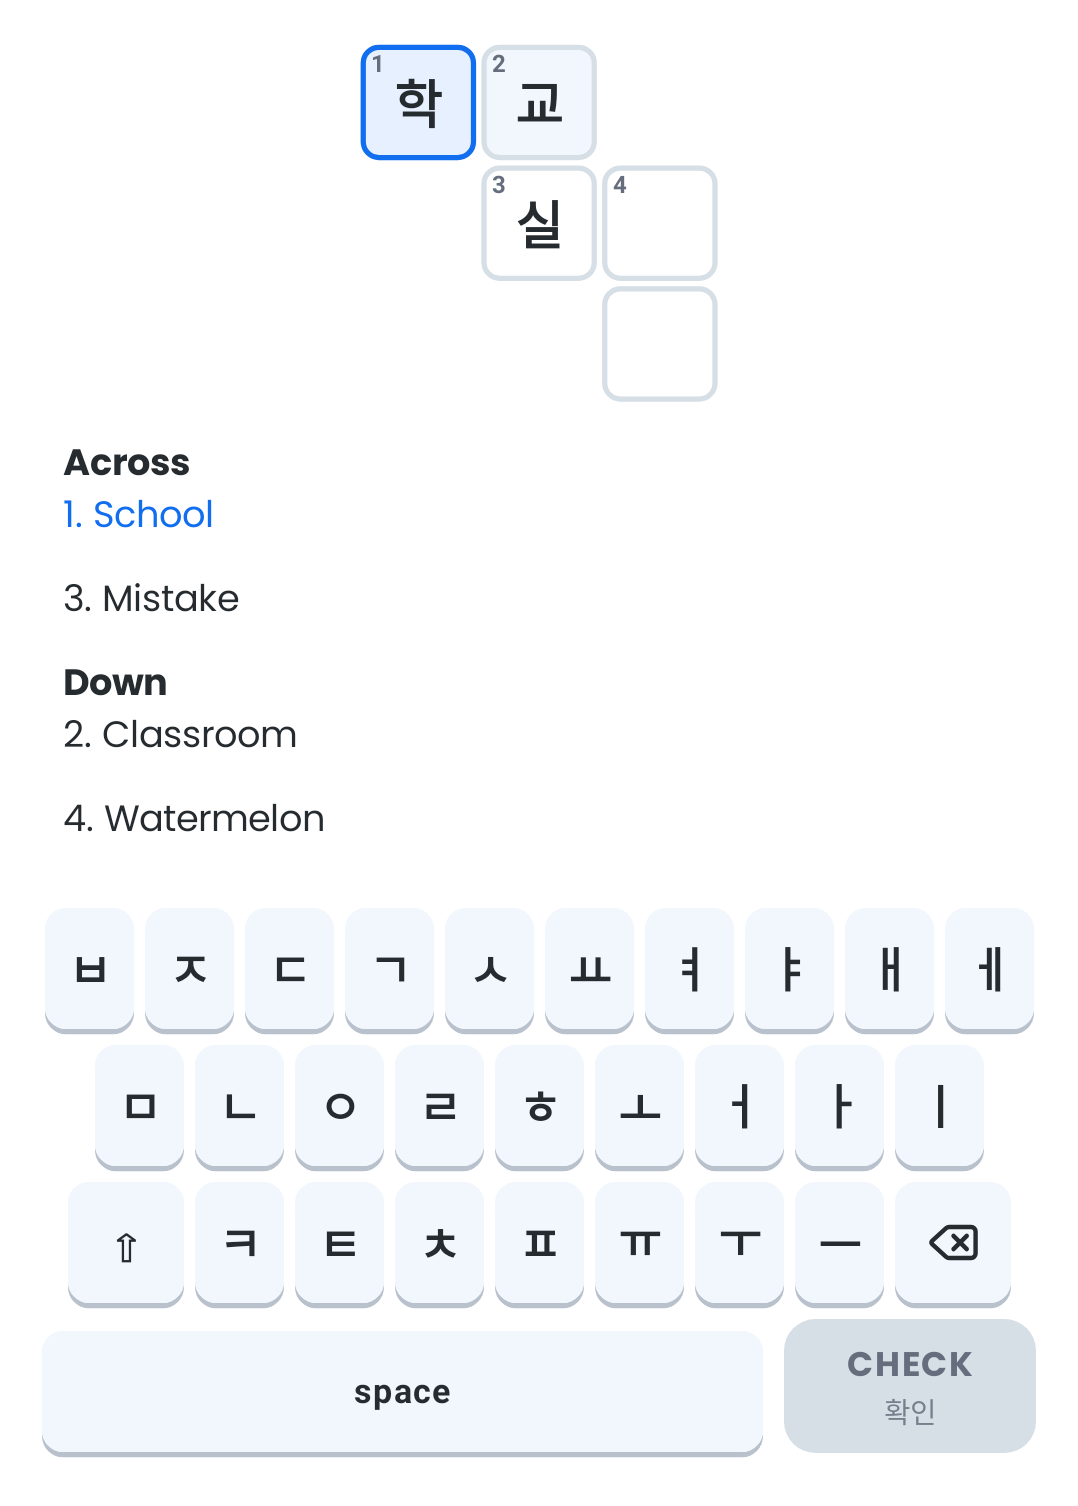 1 학 2 교
3 실 4
Across
1. School
3. Mistake
Down
2. Classroom
4. Watermelon
ㅂ ㅈ ㄷ ㄱ ㅅ ㅛ ㅕ ㅑ ㅐ ㅔ
ㅁ ㄴ ㅇ ㄹ ㅎ ㅗ ㅓ ㅏ ㅣ
⇧ ㅋ ㅌ ㅊ ㅍ ㅠ ㅜ ㅡ
space CHECK
확인